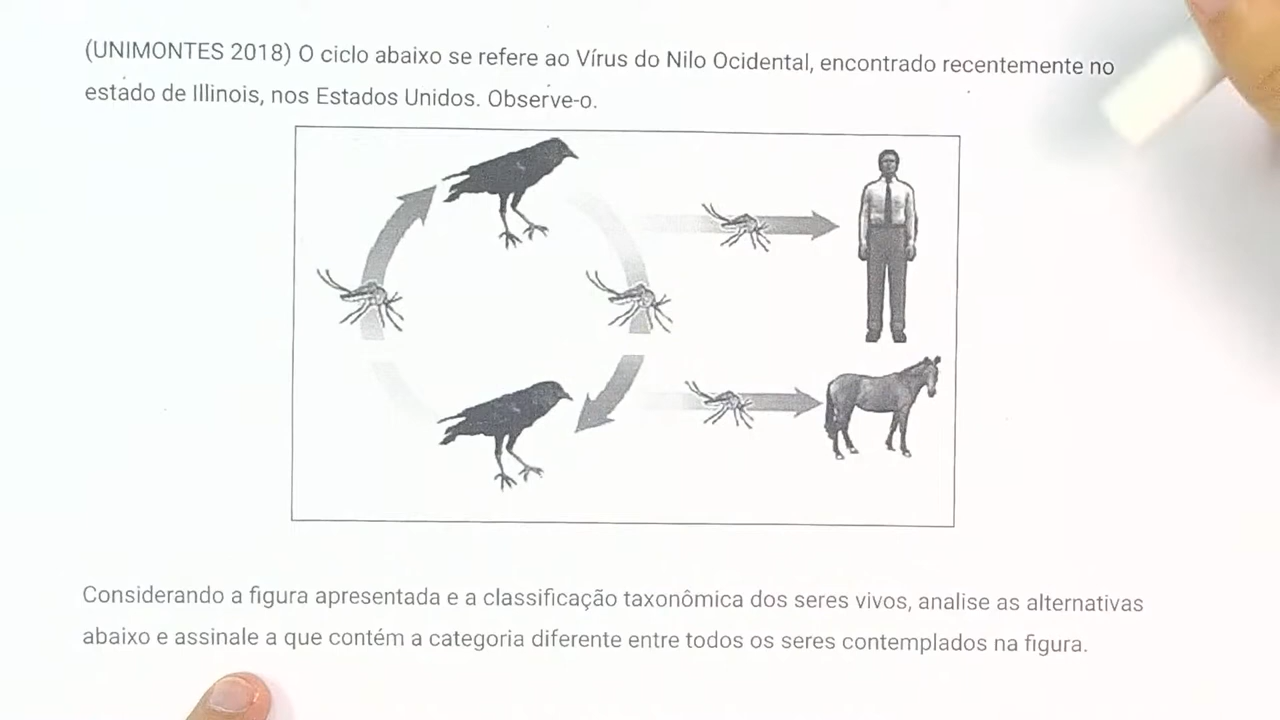 (UNIMONTES 2018) O ciclo abaixo se refere ao Vírus do Nilo Ocidental, encontrado recentemente no
estado de Illinois, nos Estados Unidos. Observe-o.
Considerando a figura apresentada e a classificação taxonômica dos seres vivos, analise as alternativas
abaixo e assinale a que contém a categoria diferente entre todos os seres contemplados na figura.